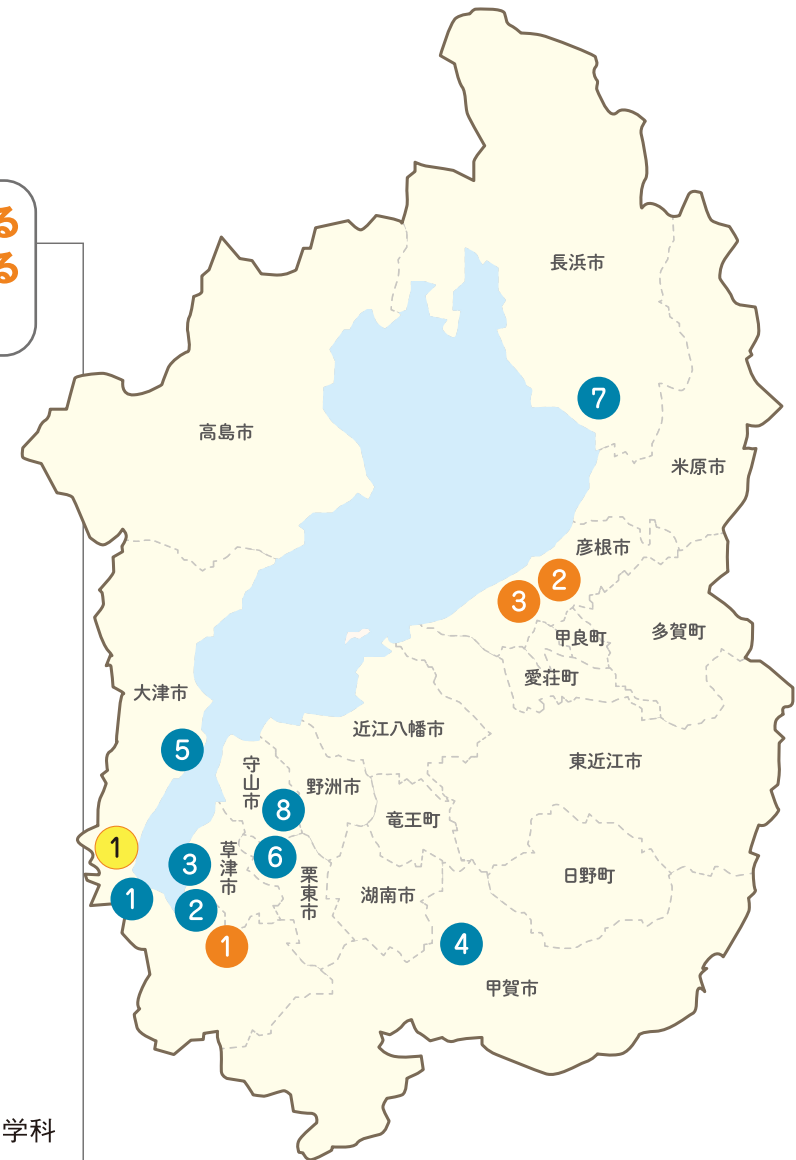 る
る
長浜市
7
高島市
米原市
彦根市
2
3
甲良町
多賀町
愛荘町
大津市
近江八幡市
5
東近江市
守山市
野洲市
8
竜王町
1
草津市
3
6
日野町
栗東市
湖南市
1
2
1
4
甲賀市
学科